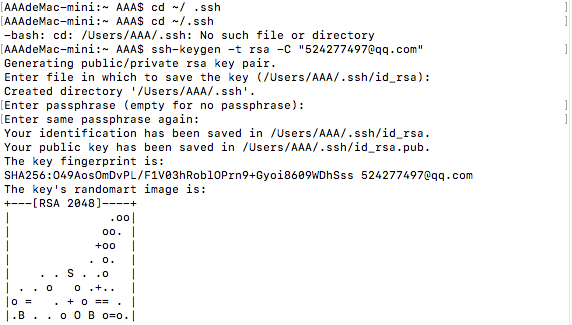 [AAAdeMac-mini:~ AAA$ cd ~/ .ssh ]
[AAAdeMac-mini:~ AAA$ cd ~/.ssh ]
-bash: cd: /Users/AAA/.ssh: No such file or directory
[AAAdeMac-mini:~ AAA$ ssh-keygen -t rsa -C "524277497@qq.com" ]
Generating public/private rsa key pair.
Enter file in which to save the key (/Users/AAA/.ssh/id_rsa):
Created directory '/Users/AAA/.ssh'.
[Enter passphrase (empty for no passphrase): ]
[Enter same passphrase again: ]
Your identification has been saved in /Users/AAA/.ssh/id_rsa.
Your public key has been saved in /Users/AAA/.ssh/id_rsa.pub.
The key fingerprint is:
SHA256:O49AosOmDvPL/F1V03hRoblOPrn9+Gyoi8609WDhSss 524277497@qq.com
The key's randomart image is:
+---[RSA 2048]----+
|              .oo|
|             oo. |
|            +oo  |
|           . o.  |
|    . . S . .o   |
| . . o   o .+..  |
|o =   . + o == . |
|.B . . o O B o=o.|